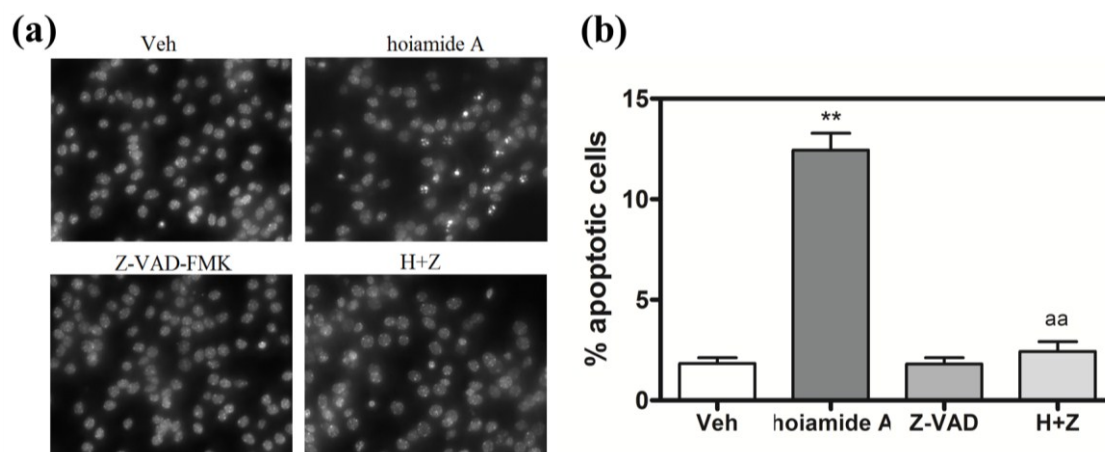 (a)
Veh
hoiamide A
Z-VAD-FMK
H+Z
(b)
% apoptotic cells
15
10
5
0
**
aa
Veh
hoiamide A
Z-VAD
H+Z